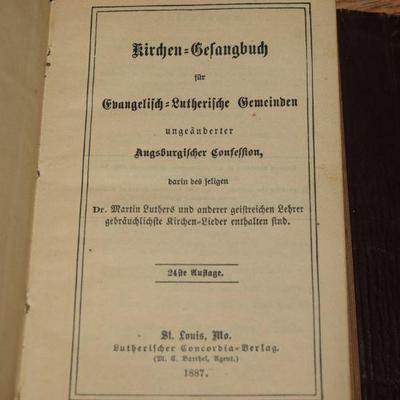 Kirchen-Gesangbuch
für
Evangelisch-Lutherische Gemeinden
ungeänderter
Augsburgischer Confession,
darin des seligen
Dr. Martin Luthers und anderer geistreichen Lehrer
gebräuchlichste Kirchen-Lieder enthalten sind.
24ste Auflage.
St. Louis, Mo.
Lutherischer Concordia-Verlag.
(M. C. Barthel, Agent.)
1887.